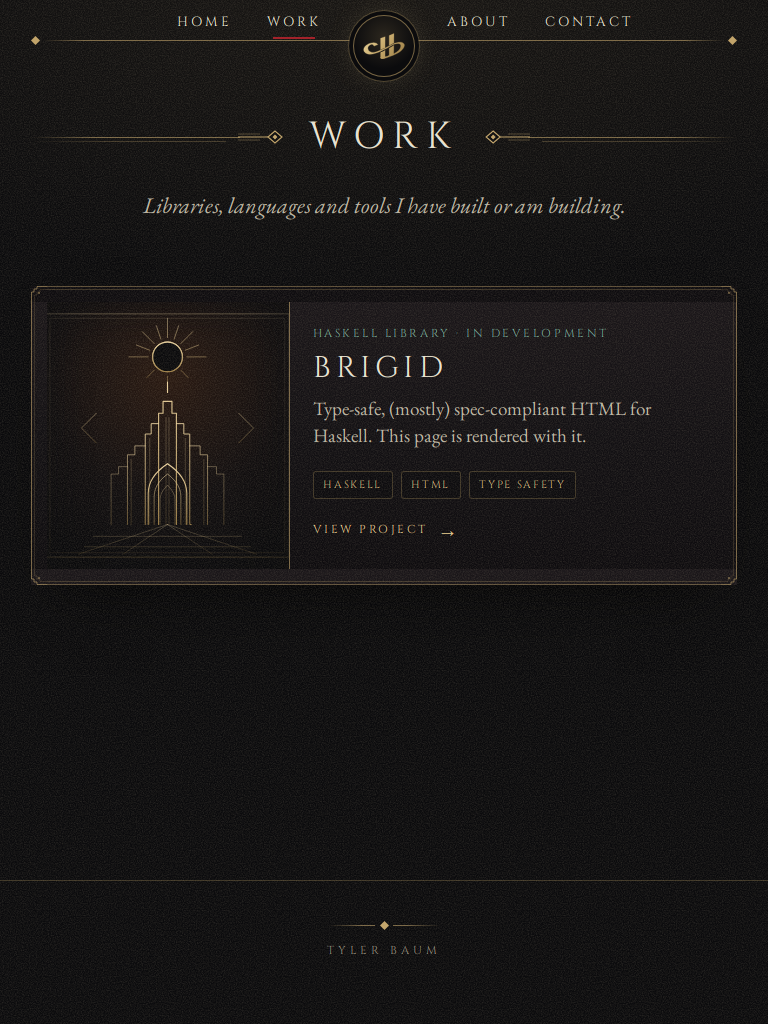 HOME WORK ABOUT CONTACT
WORK
Libraries, languages and tools I have built or am building.
HASKELL LIBRARY · IN DEVELOPMENT
BRIGID
Type-safe, (mostly) spec-compliant HTML for
Haskell. This page is rendered with it.
HASKELL HTML TYPE SAFETY
VIEW PROJECT →
TYLER BAUM